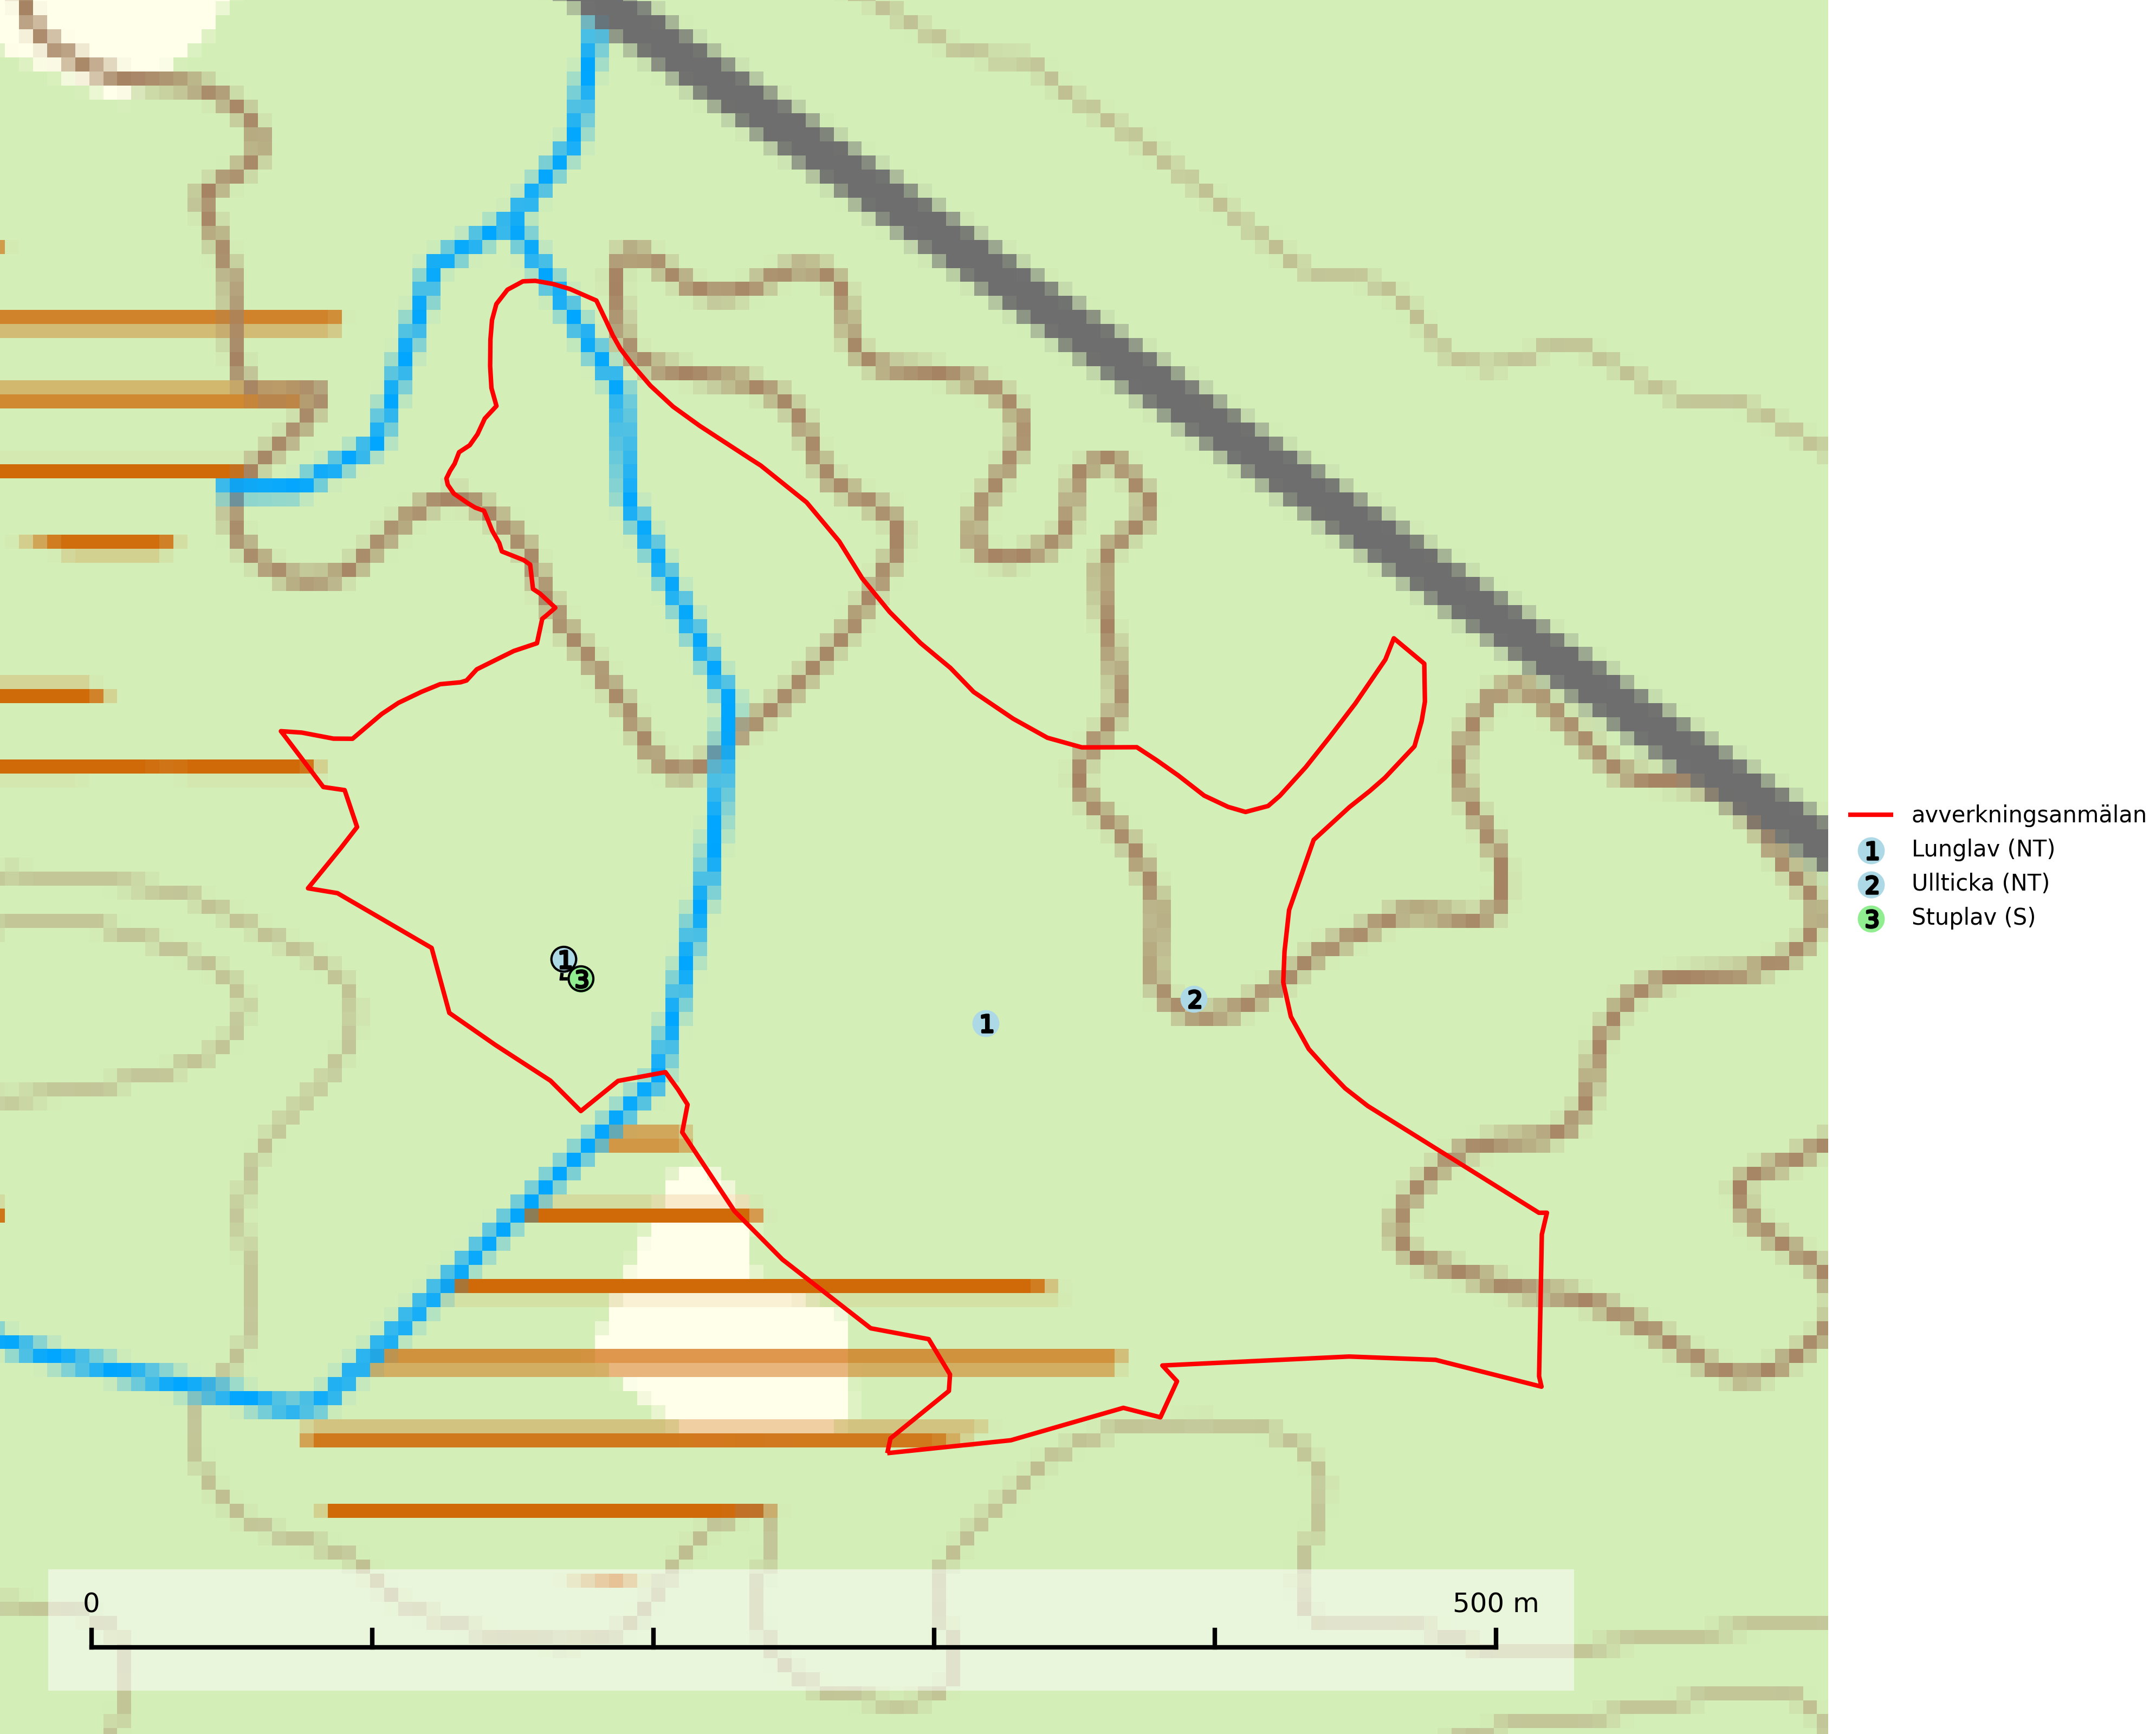 avverkningsanmälan
1 Lunglav (NT)
2 Ullticka (NT)
3 Stuplav (S)
1
3
2
1
0
500 m